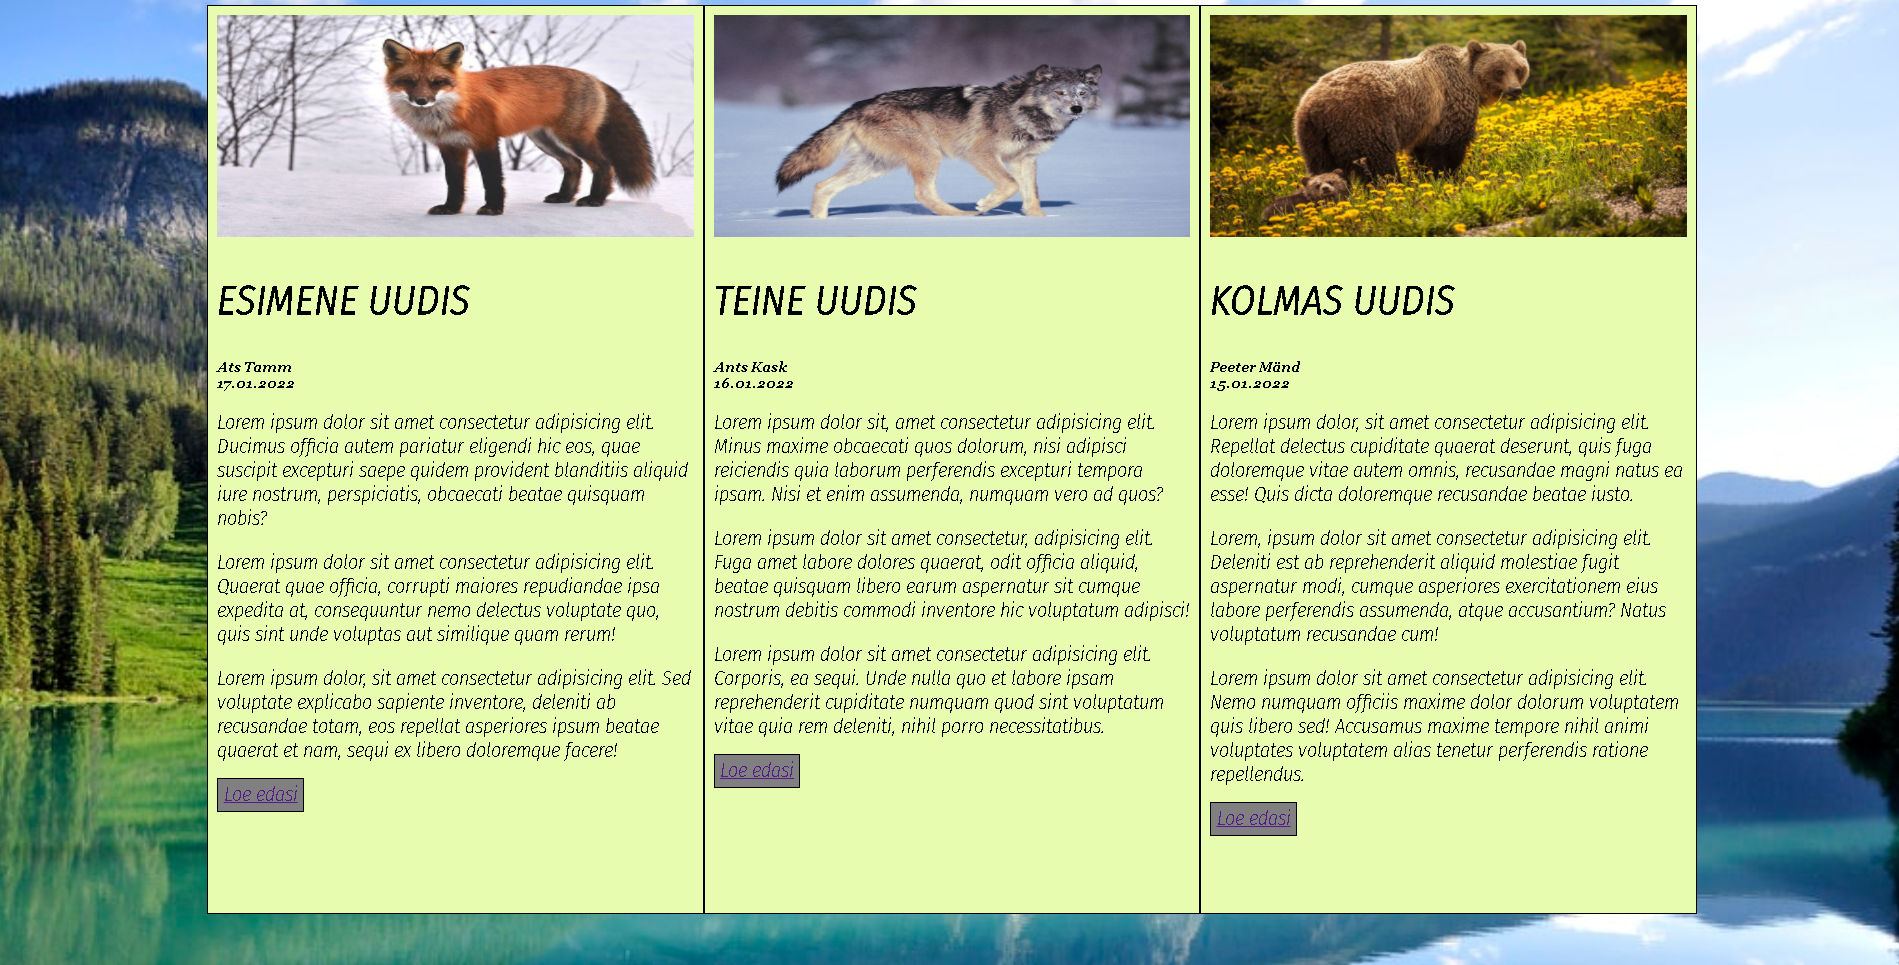 ESIMENE UUDIS
Ats Tamm
17.01.2022
Lorem ipsum dolor sit amet consectetur adipisicing elit.
Ducimus officia autem pariatur eligendi hic eos, quae
suscipit excepturi saepe quidem provident blanditiis aliquid
iure nostrum, perspiciatis, obcaecati beatae quisquam
nobis?
Lorem ipsum dolor sit amet consectetur adipisicing elit.
Quaerat quae officia, corrupti maiores repudiandae ipsa
expedita at, consequuntur nemo delectus voluptate quo,
quis sint unde voluptas aut similique quam rerum!
Lorem ipsum dolor, sit amet consectetur adipisicing elit. Sed
voluptate explicabo sapiente inventore, deleniti ab
recusandae totam, eos repellat asperiores ipsum beatae
quaerat et nam, sequi ex libero doloremque facere!
Loe edasi
TEINE UUDIS
Ants Kask
16.01.2022
Lorem ipsum dolor sit, amet consectetur adipisicing elit.
Minus maxime obcaecati quos dolorum, nisi adipisci
reiciendis quia laborum perferendis excepturi tempora
ipsam. Nisi et enim assumenda, numquam vero ad quos?
Lorem ipsum dolor sit amet consectetur, adipisicing elit.
Fuga amet labore dolores quaerat, odit officia aliquid,
beatae quisquam libero earum aspernatur sit cumque
nostrum debitis commodi inventore hic voluptatum adipisci!
Lorem ipsum dolor sit amet consectetur adipisicing elit.
Corporis, ea sequi. Unde nulla quo et labore ipsam
reprehenderit cupiditate numquam quod sint voluptatum
vitae quia rem deleniti, nihil porro necessitatibus.
Loe edasi
KOLMAS UUDIS
Peeter Mänd
15.01.2022
Lorem ipsum dolor, sit amet consectetur adipisicing elit.
Repellat delectus cupiditate quaerat deserunt, quis fuga
doloremque vitae autem omnis, recusandae magni natus ea
esse! Quis dicta doloremque recusandae beatae iusto.
Lorem, ipsum dolor sit amet consectetur adipisicing elit.
Deleniti est ab reprehenderit aliquid molestiae fugit
aspernatur modi, cumque asperiores exercitationem eius
labore perferendis assumenda, atque accusantium? Natus
voluptatum recusandae cum!
Lorem ipsum dolor sit amet consectetur adipisicing elit.
Nemo numquam officiis maxime dolor dolorum voluptatem
quis libero sed! Accusamus maxime tempore nihil animi
voluptates voluptatem alias tenetur perferendis ratione
repellendus.
Loe edasi